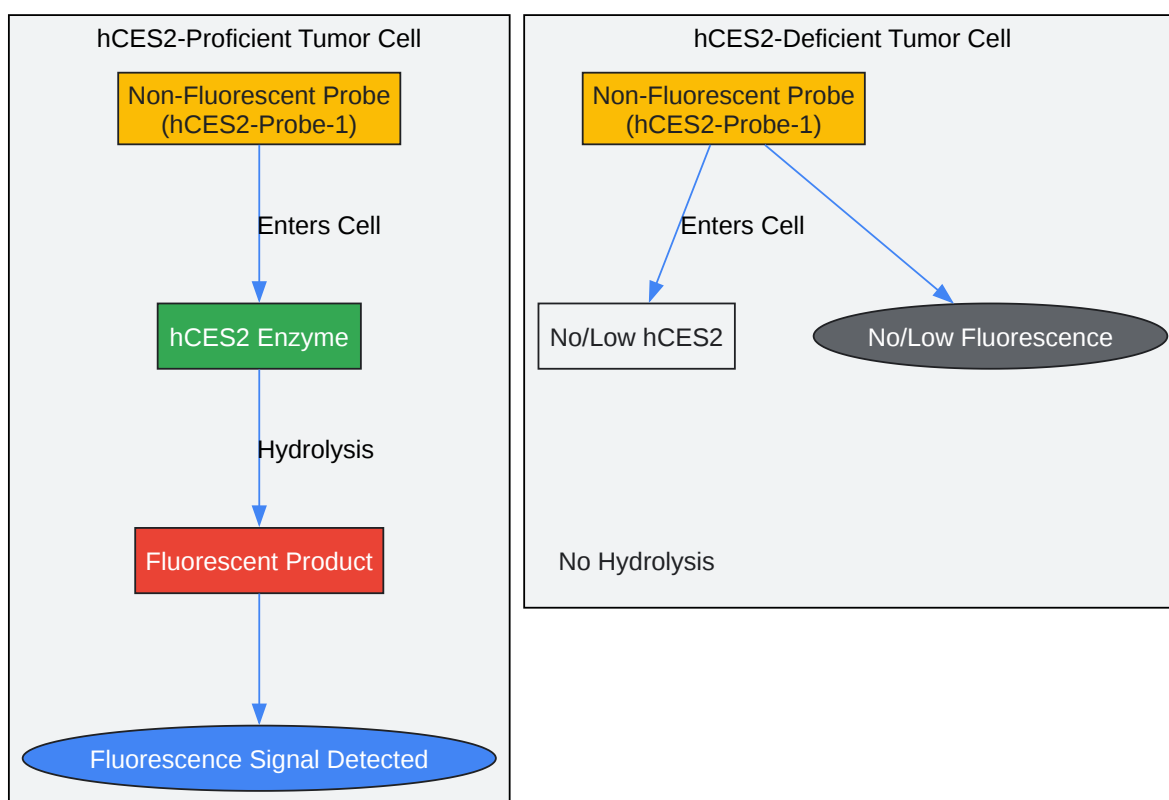 hCES2-Proficient Tumor Cell
Non-Fluorescent Probe
(hCES2-Probe-1)
Enters Cell
hCES2 Enzyme
Hydrolysis
Fluorescent Product
Fluorescence Signal Detected
hCES2-Deficient Tumor Cell
Non-Fluorescent Probe
(hCES2-Probe-1)
Enters Cell
No/Low hCES2
No/Low Fluorescence
No Hydrolysis